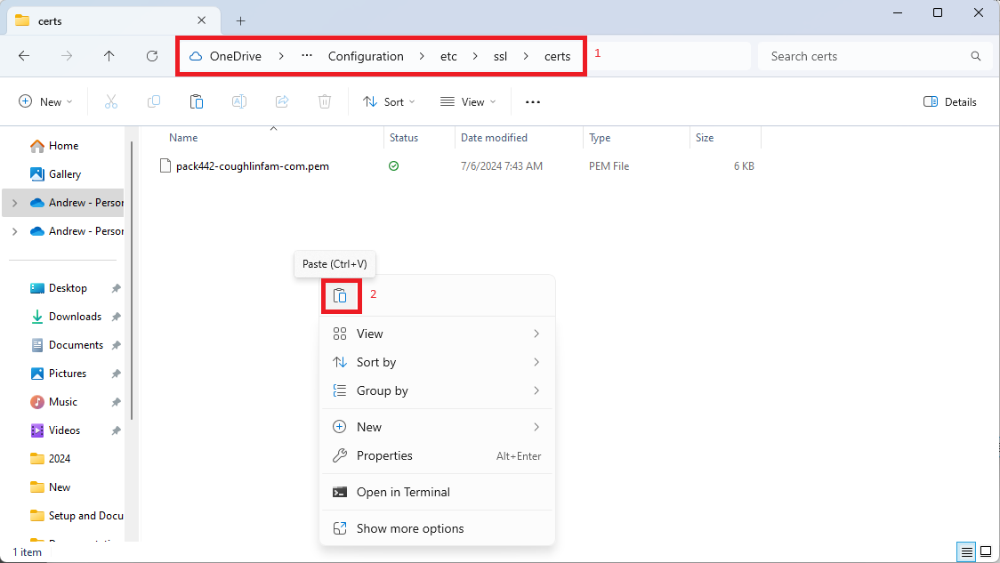 certs
OneDrive > ... Configuration > etc > ssl > certs
1
Search certs
New
Sort
View
...
Details
Name
Status
Date modified
Type
Size
pack442-coughlinfam-com.pem
7/6/2024 7:43 AM
PEM File
6 KB
Home
Gallery
Andrew - Person
Andrew - Person
Desktop
Downloads
Documents
Pictures
Music
Videos
2024
New
Setup and Docu
Paste (Ctrl+V)
2
View
Sort by
Group by
New
Properties
Alt+Enter
Open in Terminal
Show more options
1 item